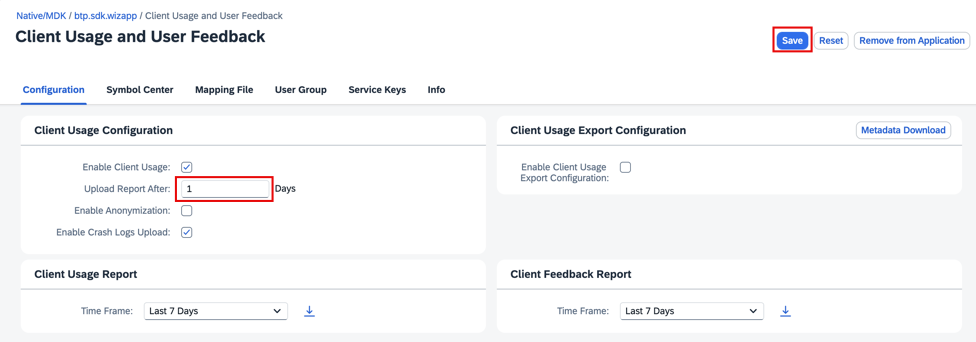 Native/MDK / btp.sdk.wizapp / Client Usage and User Feedback
Client Usage and User Feedback
Save Reset Remove from Application
Configuration Symbol Center Mapping File User Group Service Keys Info
Client Usage Configuration
Enable Client Usage:
Upload Report After: 1 Days
Enable Anonymization:
Enable Crash Logs Upload:
Client Usage Export Configuration
Metadata Download
Enable Client Usage
Export Configuration:
Client Usage Report
Time Frame: Last 7 Days
Client Feedback Report
Time Frame: Last 7 Days